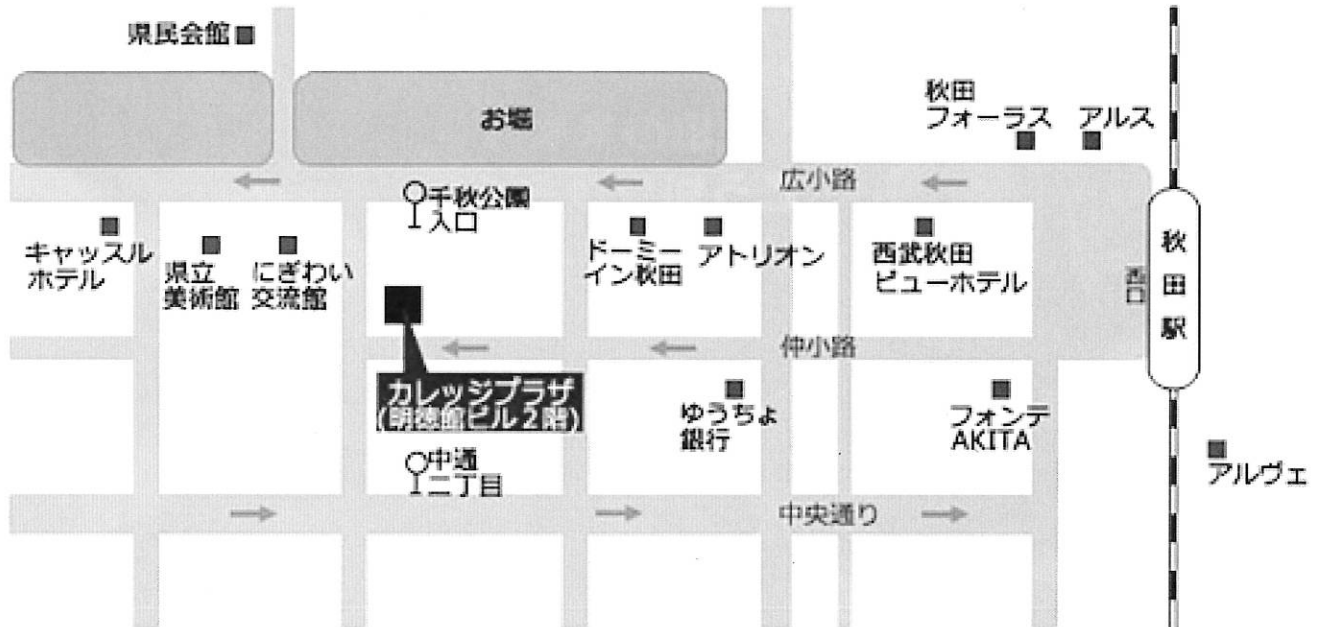 県民会館
お堀
秋田
フォーラス
アルス
広小路
千秋公園
入口
キャッスル
ホテル
県立
美術館
にぎわい
交流館
ドーミー
イン秋田
アトリオン
西武秋田
ビューホテル
西口
秋田駅
仲小路
カレッジプラザ
(明徳館ビル2階)
ゆうちょ
銀行
フォンテ
AKITA
中通
二丁目
アルヴェ
中央通り